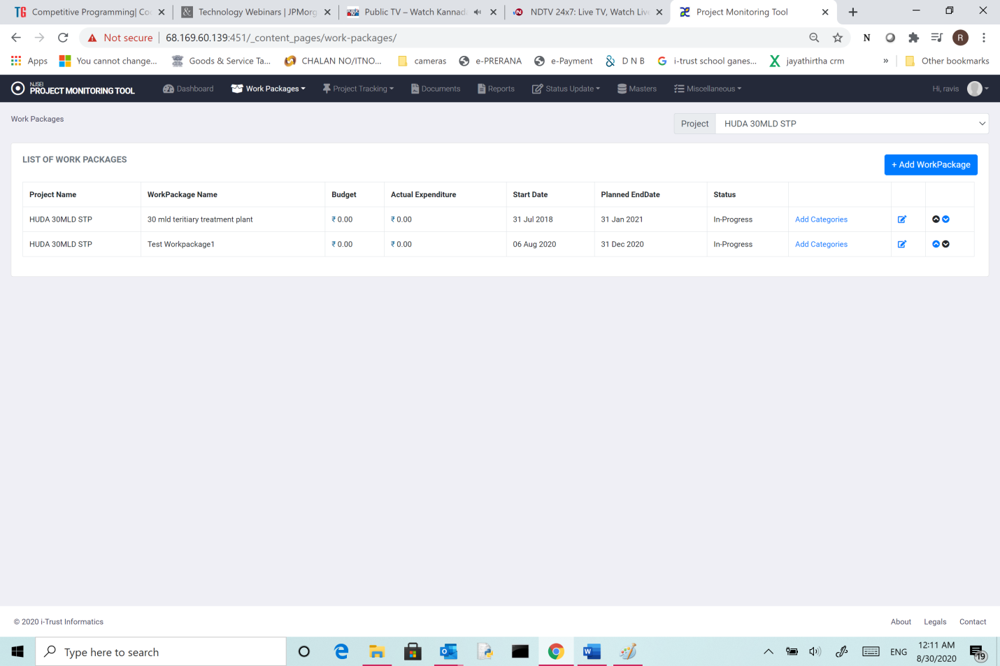 TG Competitive Programming| Co
& Technology Webinars | JPMorg
Public TV – Watch Kannad
N NDTV 24x7: Live TV, Watch Liv
Project Monitoring Tool
Not secure | 68.169.60.139:451/_content_pages/work-packages/
N R
Apps You cannot change... Goods & Service Ta... CHALAN NO/ITNO... cameras e-PRERANA e-Payment D N B G i-trust school ganes... X jayathirtha crm » Other bookmarks
NJSEI
PROJECT MONITORING TOOL
Dashboard Work Packages Project Tracking Documents Reports Status Update Masters Miscellaneous Hi, ravis
Work Packages
Project HUDA 30MLD STP
LIST OF WORK PACKAGES
+ Add WorkPackage
Project Name WorkPackage Name Budget Actual Expenditure Start Date Planned EndDate Status
HUDA 30MLD STP 30 mld teritiary treatment plant ₹ 0.00 ₹ 0.00 31 Jul 2018 31 Jan 2021 In-Progress Add Categories
HUDA 30MLD STP Test Workpackage1 ₹ 0.00 ₹ 0.00 06 Aug 2020 31 Dec 2020 In-Progress Add Categories
© 2020 i-Trust Informatics
About Legals Contact
Type here to search
ENG
12:11 AM
8/30/2020
19